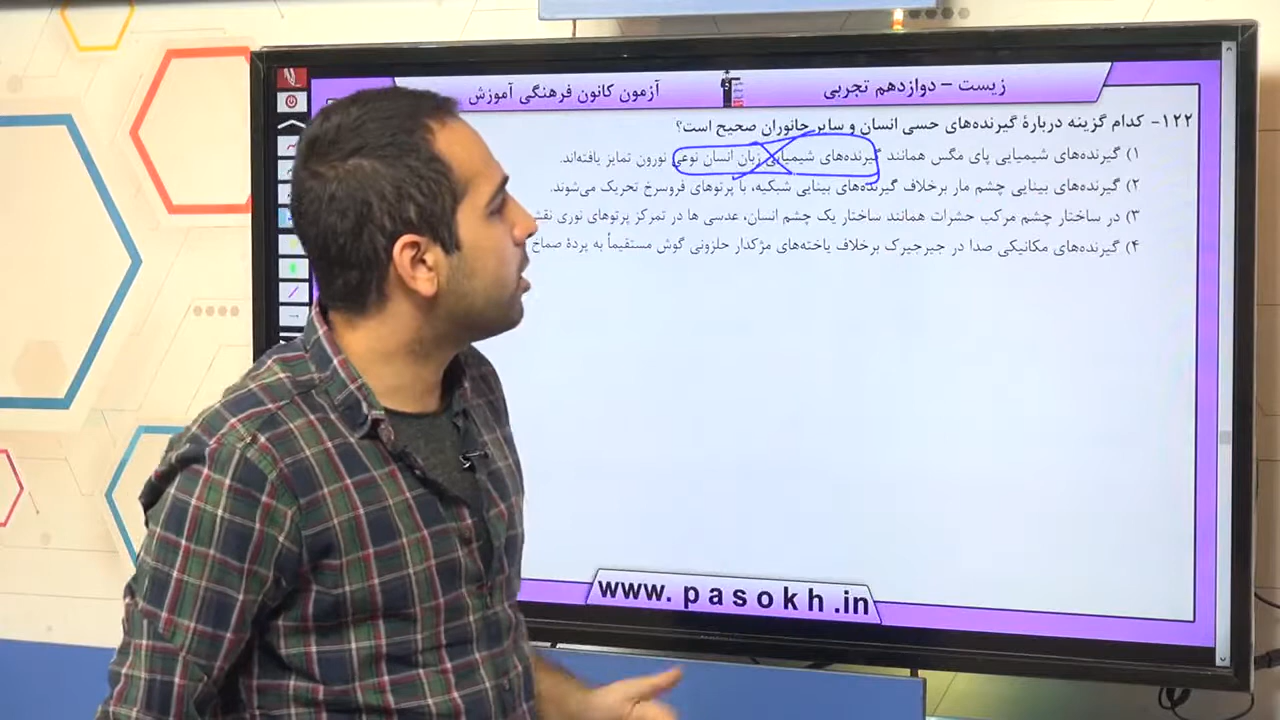 زیست - دوازدهم تجربی
آزمون کانون فرهنگی آموزش
۱۲۲- کدام گزینه دربارهٔ گیرنده‌های حسی انسان و سایر جانوران صحیح است؟
۱) گیرنده‌های شیمیایی پای مگس همانند گیرنده‌های شیمیایی زبان انسان نوعی نورون تمایز یافته‌اند.
۲) گیرنده‌های بینایی چشم مار برخلاف گیرنده‌های بینایی شبکیه، با پرتوهای فروسرخ تحریک می‌شوند.
۳) در ساختار چشم مرکب حشرات همانند ساختار یک چشم انسان، عدسی ها در تمرکز پرتوهای نوری نقش
۴) گیرنده‌های مکانیکی صدا در جیرجیرک برخلاف یاخته‌های مژکدار حلزونی گوش مستقیماً به پردهٔ صماخ
www.pasokh.in